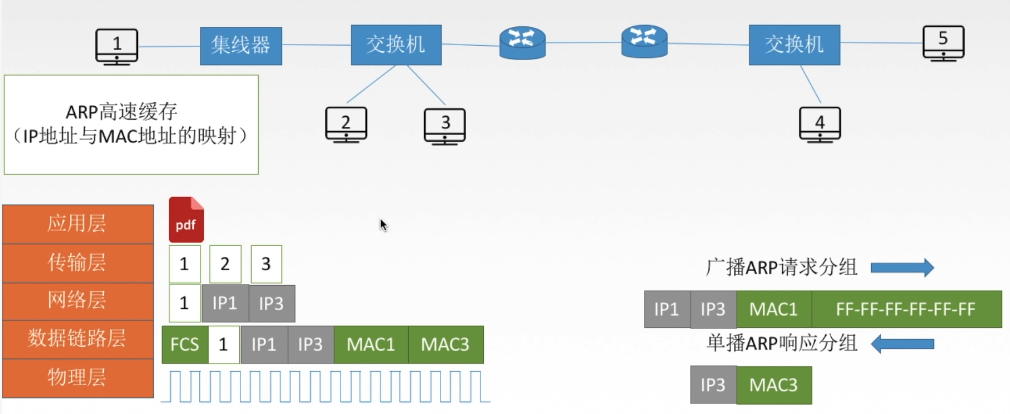 1
集线器
交换机
交换机
5
ARP高速缓存
（IP地址与MAC地址的映射）
2
3
4
应用层
pdf
传输层
1 2 3
广播ARP请求分组
网络层
1 IP1 IP3
IP1 IP3 MAC1 FF-FF-FF-FF-FF-FF
数据链路层
FCS 1 IP1 IP3 MAC1 MAC3
单播ARP响应分组
物理层
IP3 MAC3